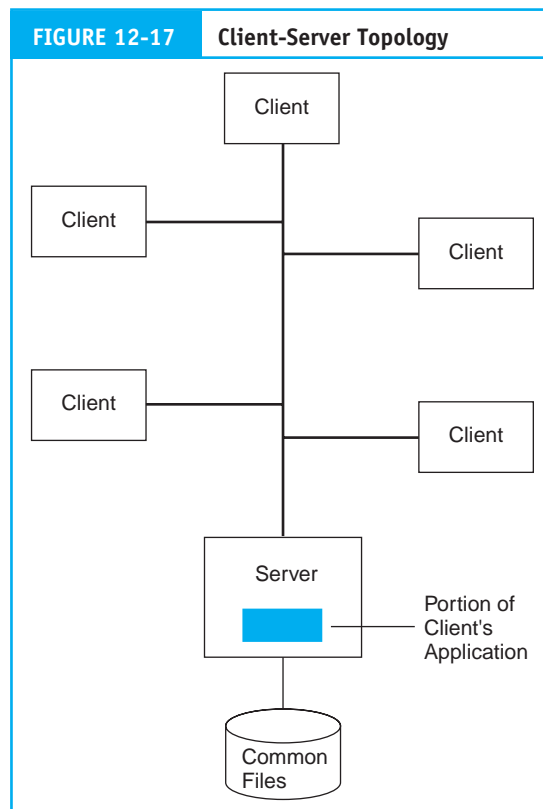 FIGURE 12-17 Client-Server Topology
Client
Client
Client
Client
Client
Server
Portion of
Client's
Application
Common
Files